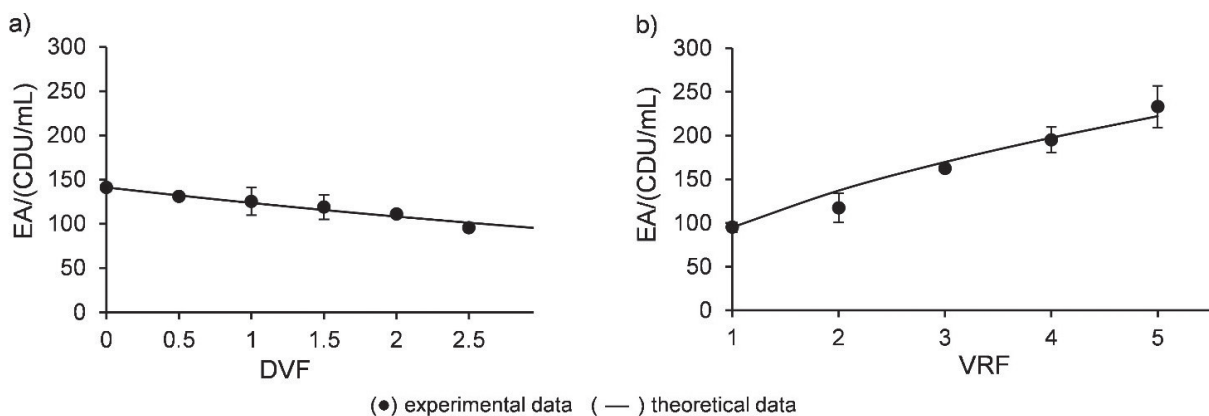 a)
300
250
200
150
100
50
0
EA/(CDU/mL)
0 0.5 1 1.5 2 2.5
DVF
b)
300
250
200
150
100
50
0
EA/(CDU/mL)
1 2 3 4 5
VRF
(●) experimental data (—) theoretical data